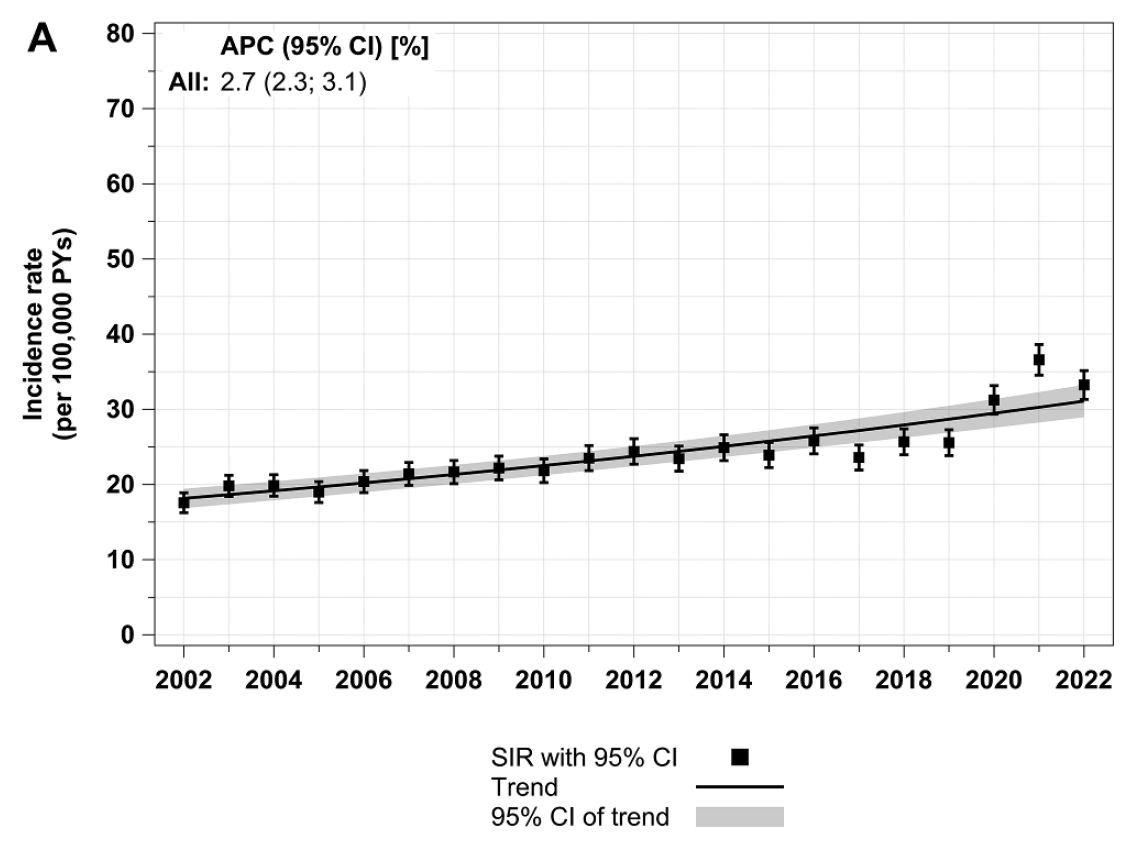 A
APC (95% CI) [%]
All: 2.7 (2.3; 3.1)
Incidence rate
(per 100,000 PYs)
80
70
60
50
40
30
20
10
0
2002 2004 2006 2008 2010 2012 2014 2016 2018 2020 2022
SIR with 95% CI
Trend
95% CI of trend